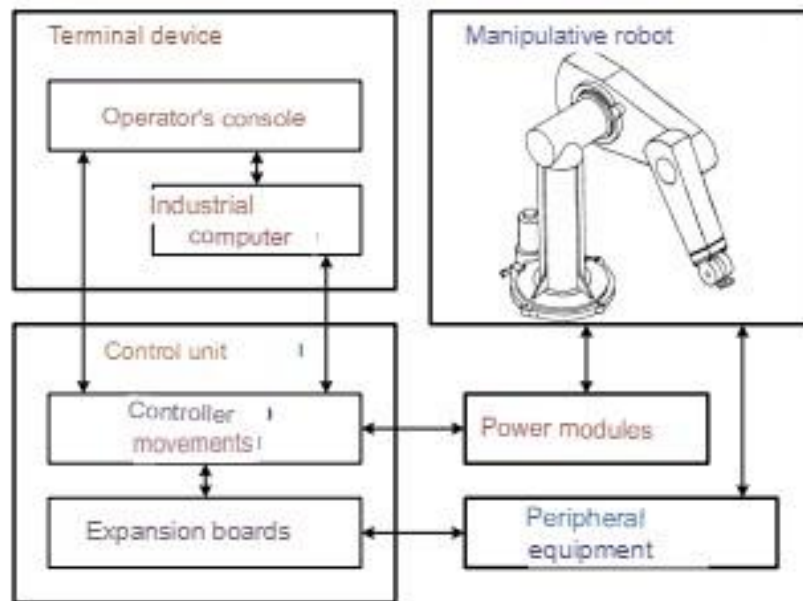 Terminal device
Operator's console
Industrial
computer
Manipulative robot
Control unit
Controller
movements
Expansion boards
Power modules
Peripheral
equipment